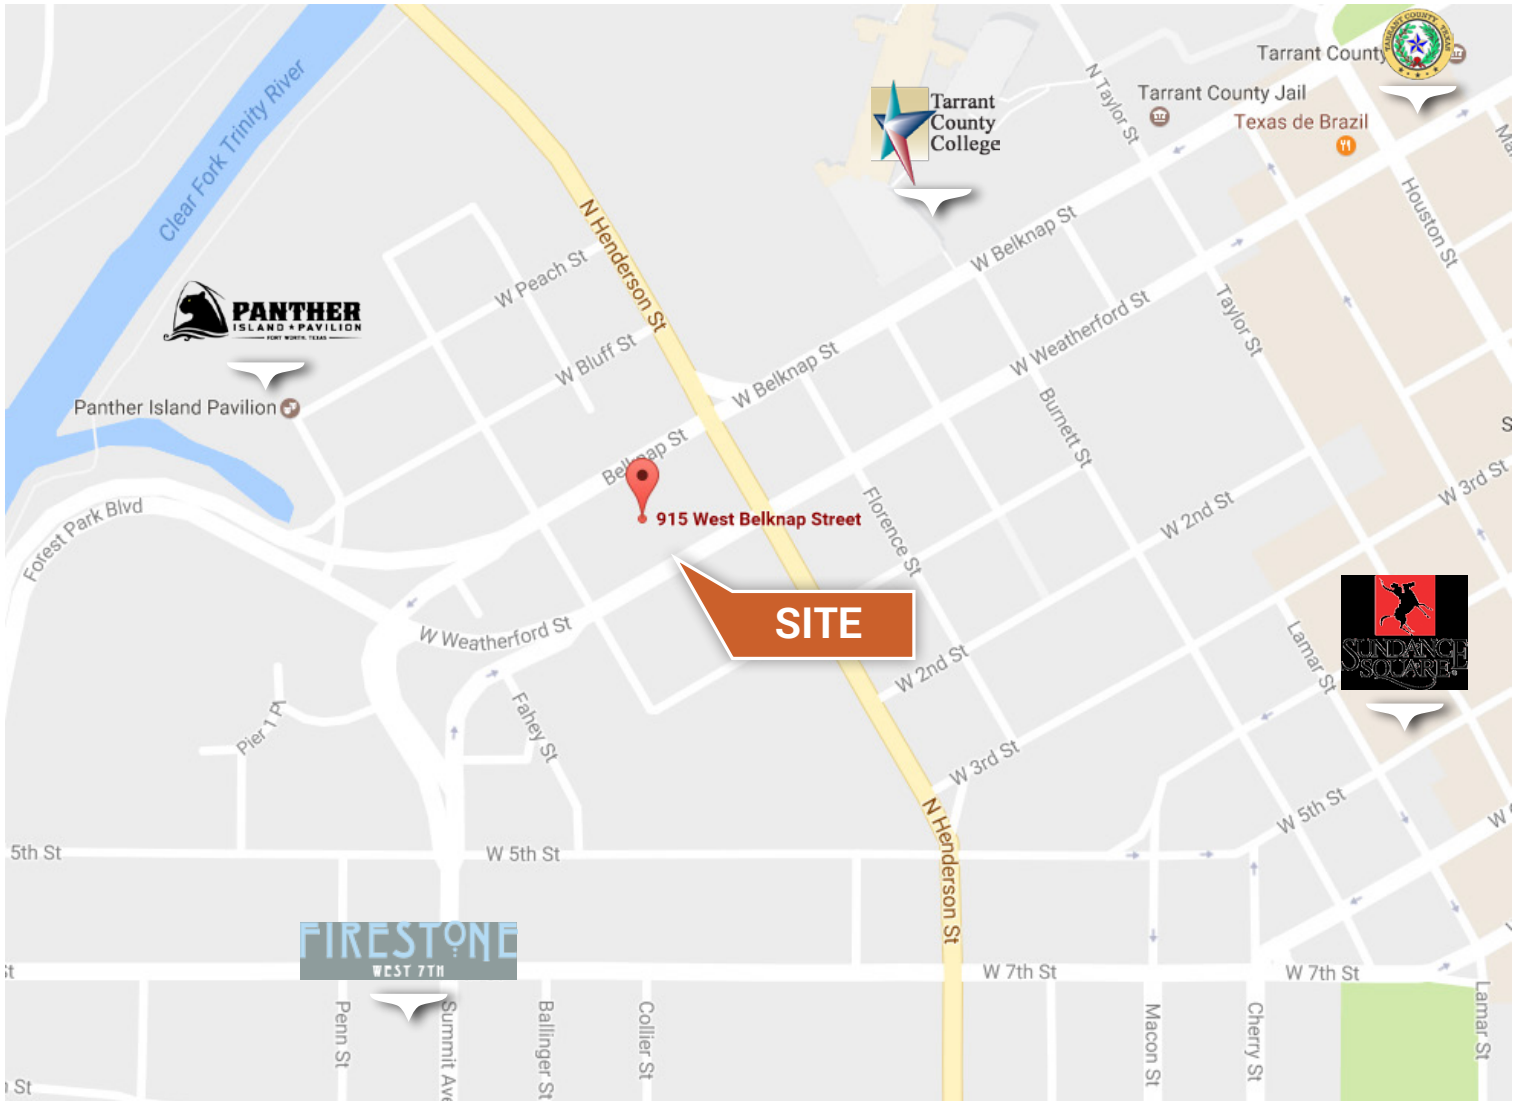 Clear Fork Trinity River
Tarrant County
TARRANT COUNTY, TEXAS
Tarrant County Jail
Texas de Brazil
Tarrant
County
College
N Taylor St
Houston St
W Belknap St
N Henderson St
W Peach St
W Bluff St
PANTHER
ISLAND ★ PAVILION
FORT WORTH, TEXAS
Panther Island Pavilion
W Belknap St
W Weatherford St
Taylor St
Burnett St
Belknap St
915 West Belknap Street
Florence St
W 2nd St
W 3rd St
Forest Park Blvd
SITE
W Weatherford St
W 2nd St
Lamar St
SUNDANCE
SQUARE
Pier 1 Pl
Fahey St
W 3rd St
W 5th St
N Henderson St
5th St
W 5th St
FIRESTONE
WEST 7TH
W 7th St
W 7th St
Penn St
Summit Ave
Ballinger St
Collier St
Macon St
Cherry St
Lamar St
St